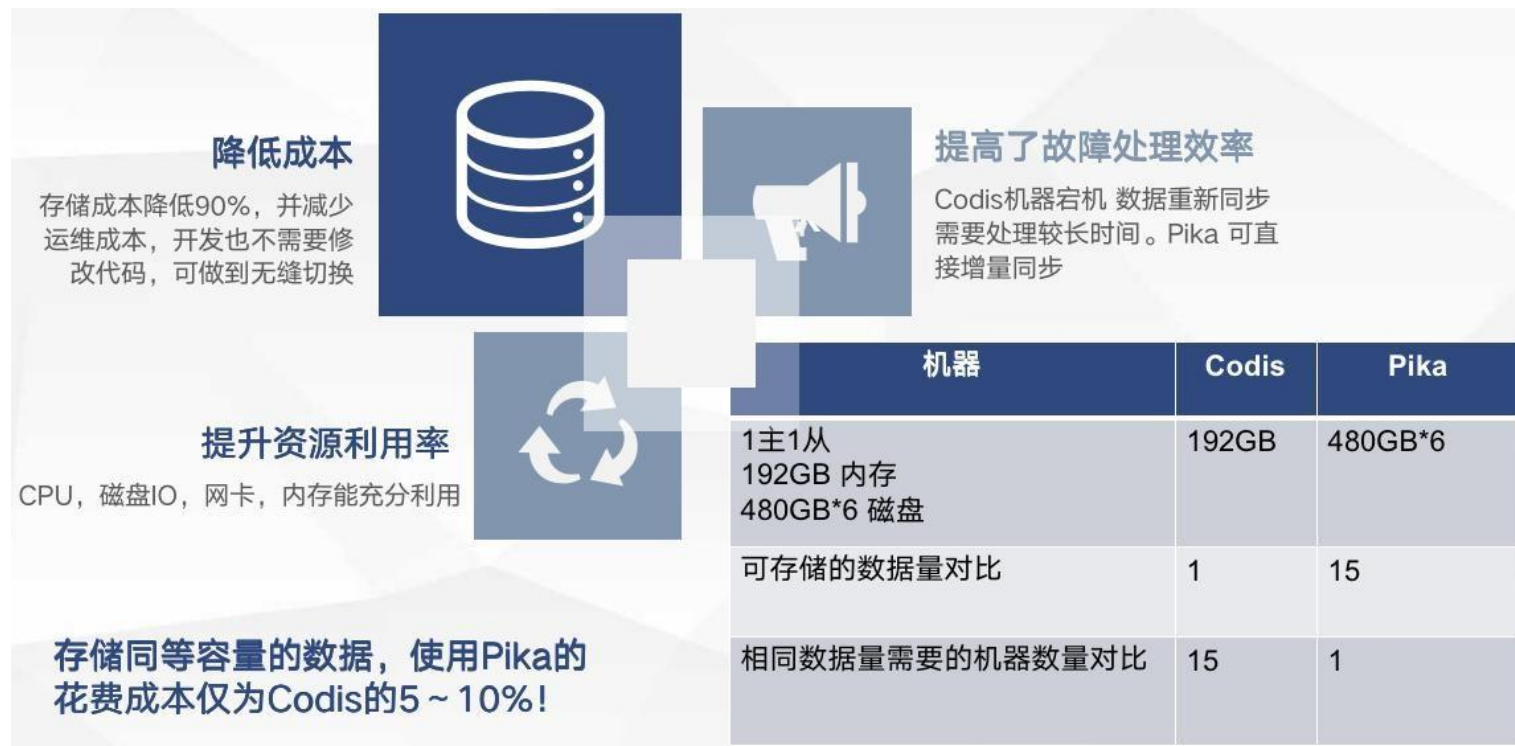 降低成本
存储成本降低90%，并减少
运维成本，开发也不需要修
改代码，可做到无缝切换
提高了故障处理效率
Codis机器宕机 数据重新同步
需要处理较长时间。Pika 可直
接增量同步
提升资源利用率
CPU，磁盘IO，网卡，内存能充分利用
机器 Codis Pika
1主1从 192GB 480GB*6
192GB 内存
480GB*6 磁盘
可存储的数据量对比 1 15
相同数据量需要的机器数量对比 15 1
存储同等容量的数据，使用Pika的
花费成本仅为Codis的5～10%!